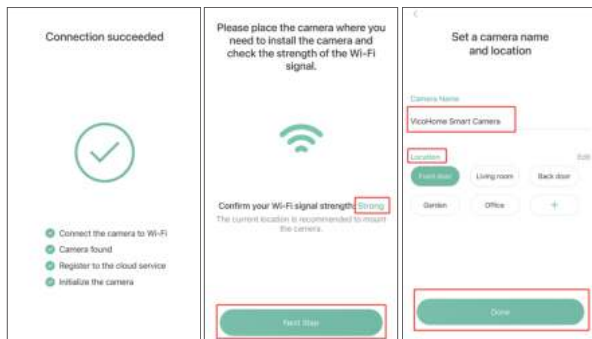 Connection succeeded
Connect the camera to Wi-Fi
Camera found
Register to the cloud service
Initialize the camera
Please place the camera where you
need to install the camera and
check the strength of the Wi-Fi
signal.
Confirm your Wi-Fi signal strength: Strong
The current location is recommended to mount
the camera.
Next Step
Set a camera name
and location
Camera Name
VicoHome Smart Camera
Location Edit
Front door Living room Back door
Garden Office +
Done